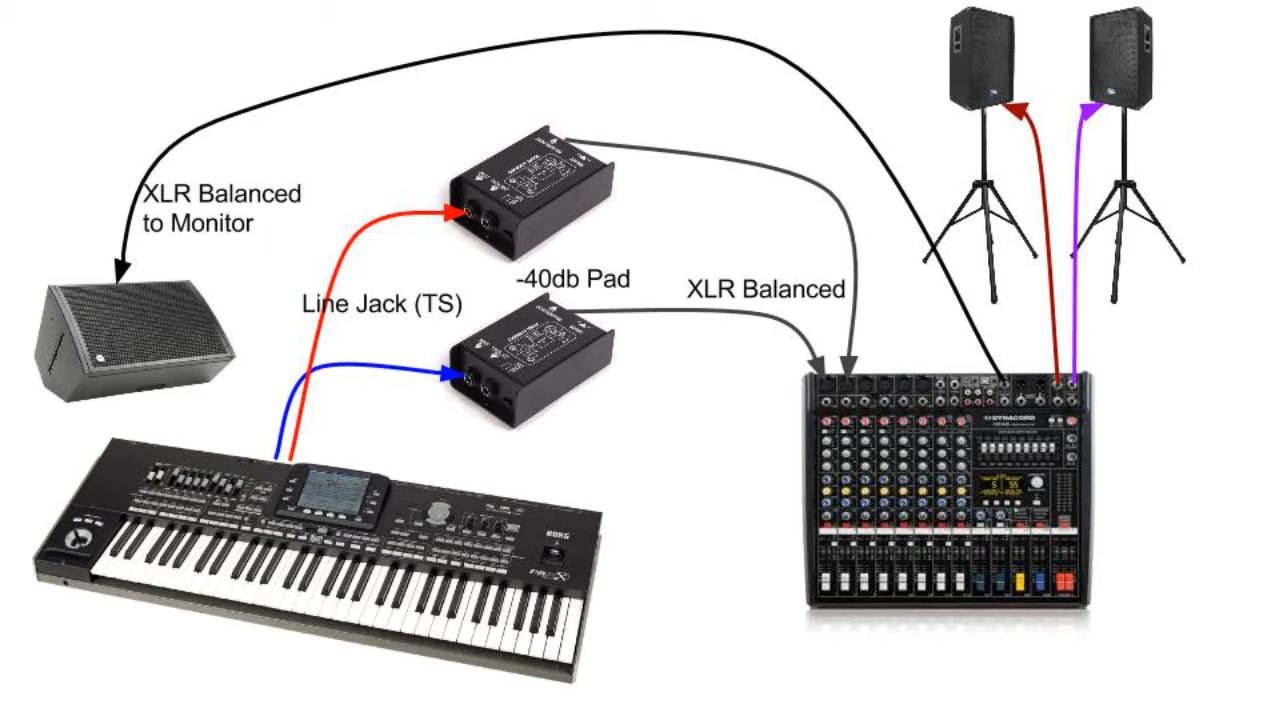 XLR Balanced
to Monitor
Line Jack (TS)
-40db Pad
XLR Balanced
DYNACORD
KORG